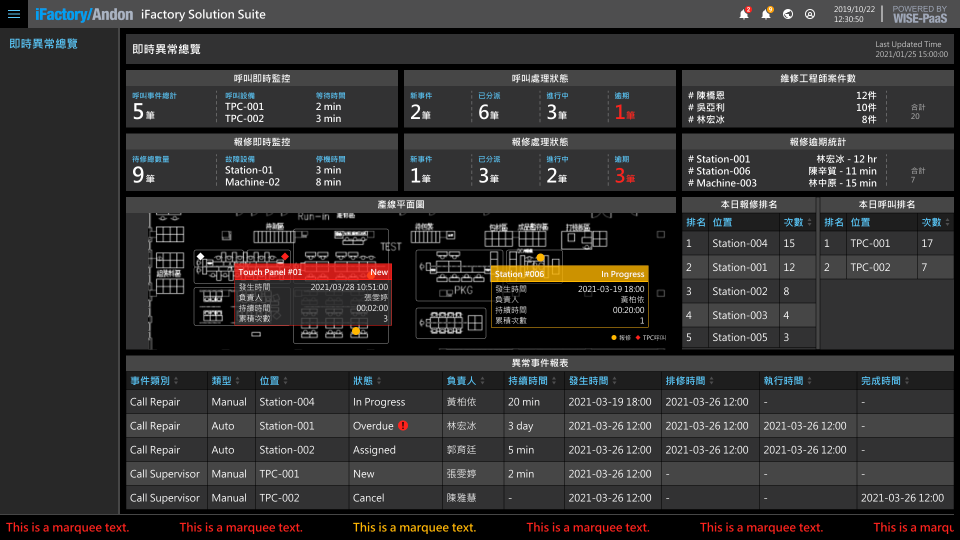 iFactory/Andon iFactory Solution Suite
2 9 2019/10/22 12:30:50 POWERED BY WISE-PaaS
即時異常總覽
即時異常總覽
Last Updated Time
2021/01/25 15:00:00
呼叫即時監控
呼叫事件總計 呼叫設備 等待時間
5筆 TPC-001 2 min
TPC-002 3 min
呼叫處理狀態
新事件 已分派 進行中 逾期
2筆 6筆 3筆 1筆
維修工程師案件數
# 陳橋恩 12件
# 吳亞利 10件
# 林宏冰 8件
合計
20
報修即時監控
待修總數量 故障設備 停機時間
9筆 Station-01 3 min
Machine-02 8 min
報修處理狀態
新事件 已分派 進行中 逾期
1筆 3筆 2筆 3筆
報修逾期統計
# Station-001 林宏冰 - 12 hr
# Station-006 陳辛賀 - 11 min
# Machine-003 林中原 - 15 min
合計
7
產線平面圖
Run-in
TEST
PKG
Touch Panel #01 New
發生時間 2021/03/28 10:51:00
負責人 張雯婷
持續時間 00:02:00
累積次數 3
Station #006 In Progress
發生時間 2021-03-19 18:00
負責人 黃柏依
持續時間 00:20:00
累積次數 1
報修 TPC呼叫
本日報修排名
排名 位置 次數
1 Station-004 15
2 Station-001 12
3 Station-002 8
4 Station-003 4
5 Station-005 3
本日呼叫排名
排名 位置 次數
1 TPC-001 17
2 TPC-002 7
異常事件報表
事件類別 類型 位置 狀態 負責人 持續時間 發生時間 排修時間 執行時間 完成時間
Call Repair Manual Station-004 In Progress 黃柏依 20 min 2021-03-19 18:00 2021-03-26 12:00 - -
Call Repair Auto Station-001 Overdue 林宏冰 3 day 2021-03-26 12:00 2021-03-26 12:00 2021-03-26 12:00 -
Call Repair Auto Station-002 Assigned 郭育廷 5 min 2021-03-26 12:00 2021-03-26 12:00 2021-03-26 12:00 -
Call Supervisor Manual TPC-001 New 張雯婷 2 min 2021-03-26 12:00 - - -
Call Supervisor Manual TPC-002 Cancel 陳雅慧 - 2021-03-26 12:00 - - 2021-03-26 12:00
This is a marquee text. This is a marquee text. This is a marquee text. This is a marquee text. This is a marquee text. This is a marqu